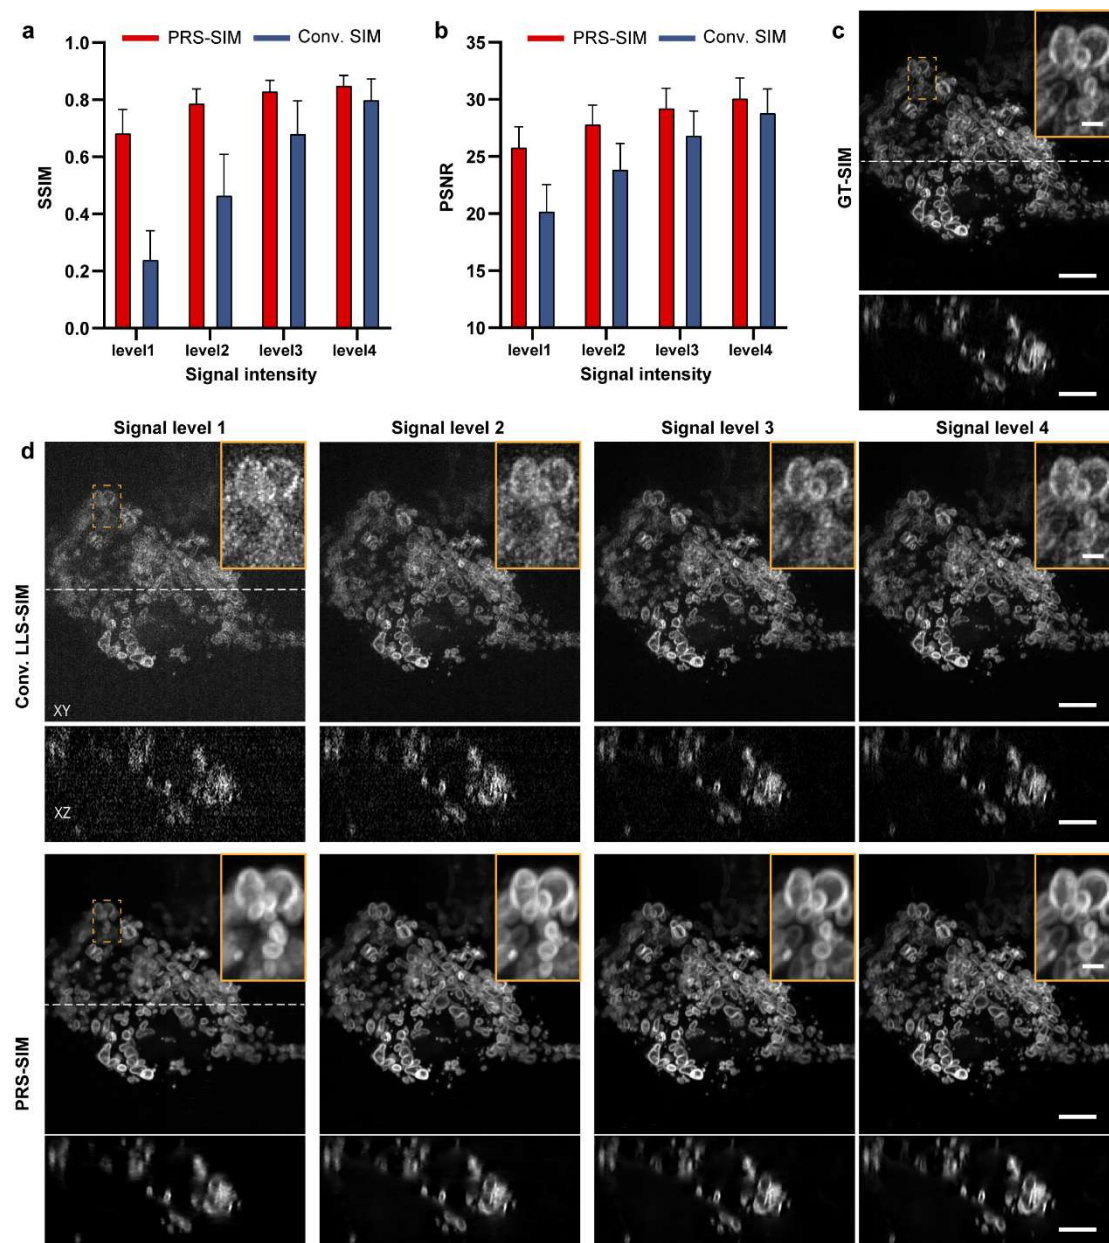 a
PRS-SIM
Conv. SIM
SSIM
1.0
0.8
0.6
0.4
0.2
0.0
level1
level2
level3
level4
Signal intensity
b
PRS-SIM
Conv. SIM
PSNR
35
30
25
20
15
10
level1
level2
level3
level4
Signal intensity
c
GT-SIM
d
Signal level 1
Signal level 2
Signal level 3
Signal level 4
Conv. LLS-SIM
XY
XZ
PRS-SIM